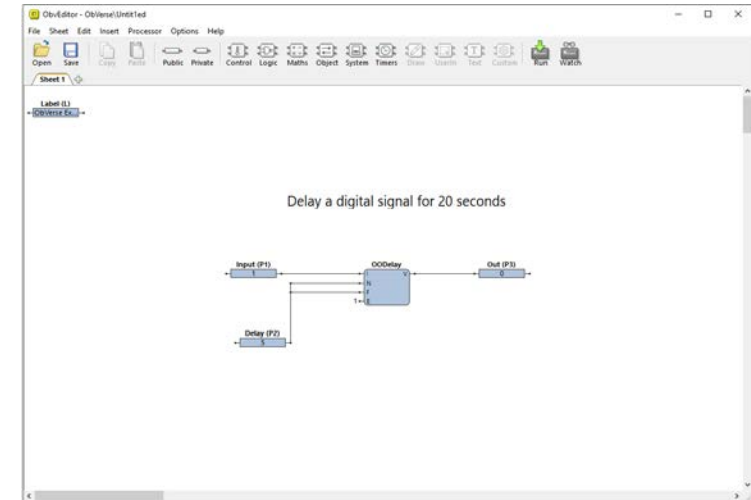 ObvEditor - ObVerse\Untitled
File Sheet Edit Insert Processor Options Help
Open Save Copy Paste Public Private Control Logic Maths Object System Timers Draw UserIn Text Custom Run Watch
Sheet 1
Label (L)
ObVerse Ex...
Delay a digital signal for 20 seconds
Input (P1) OODelay Out (P3)
1 I V 0
N
F
1 E
Delay (P2)
5